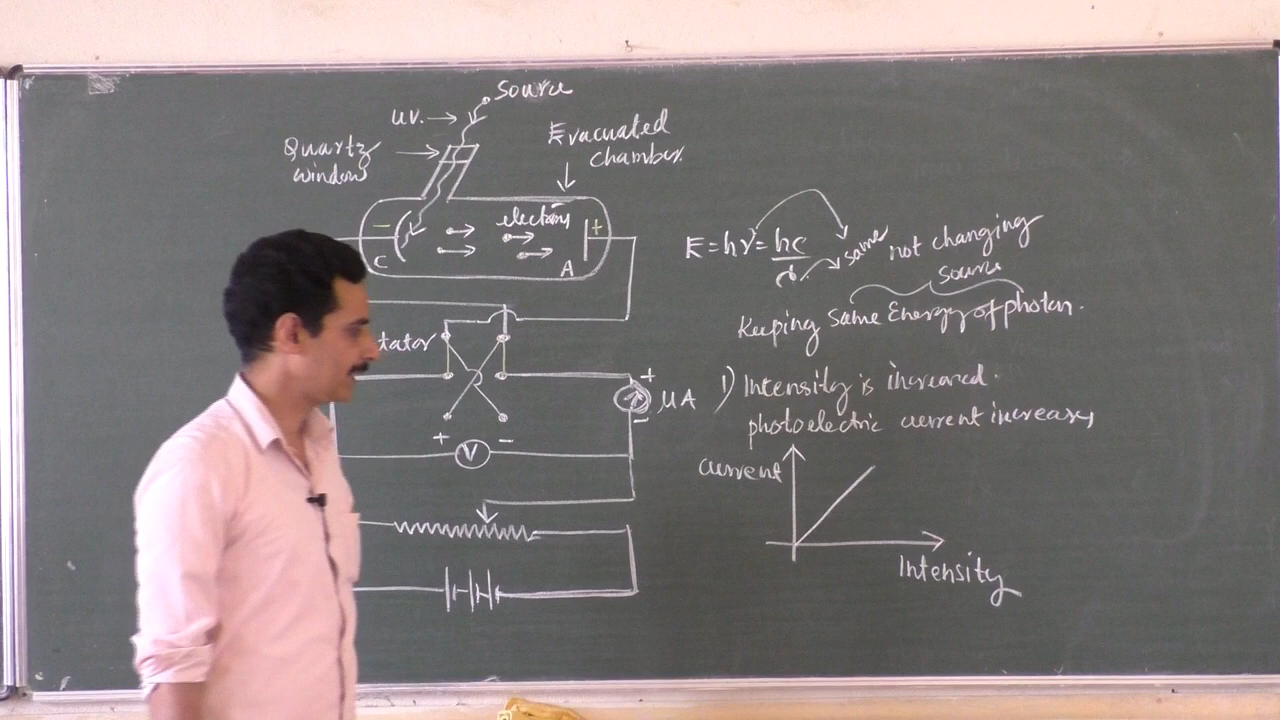 Source
u.v.
Evacuated
chamber.
Quartz
window
electrons
−
+
C
A
E = hν = hc
λ
same
not changing
source
Keeping Same Energy of photon.
tator
+
μA
−
1) Intensity is increased.
photoelectric current increases
+
−
V
Current
Intensity